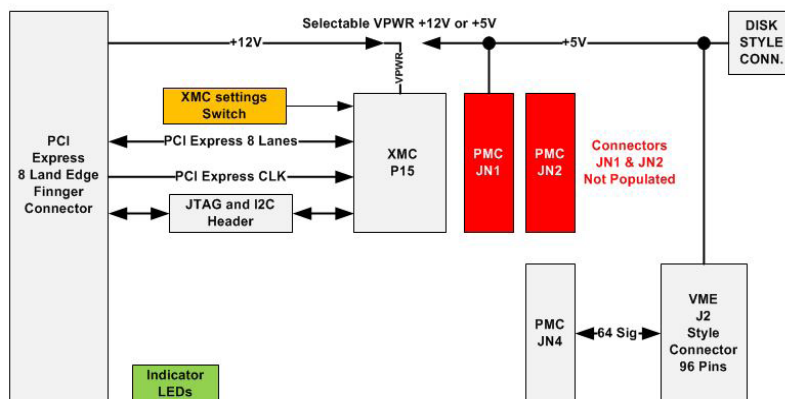 Selectable VPWR +12V or +5V
+12V
+5V
DISK
STYLE
CONN.
VPWR
XMC settings
Switch
PCI
Express
8 Land Edge
Finnger
Connector
PCI Express 8 Lanes
PCI Express CLK
JTAG and I2C
Header
XMC
P15
PMC
JN1
PMC
JN2
Connectors
JN1 & JN2
Not Populated
PMC
JN4
64 Sig
VME
J2
Style
Connector
96 Pins
Indicator
LEDs